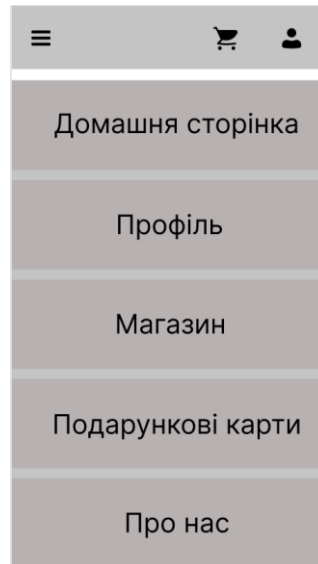 Домашня сторінка
Профіль
Магазин
Подарункові карти
Про нас